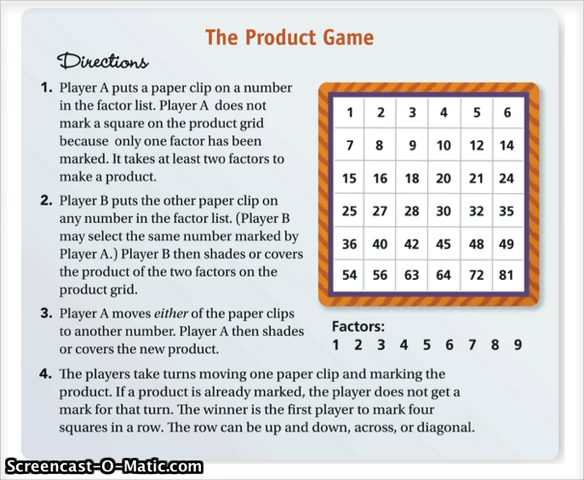 The Product Game
Directions
1. Player A puts a paper clip on a number
in the factor list. Player A does not
mark a square on the product grid
because only one factor has been
marked. It takes at least two factors to
make a product.
2. Player B puts the other paper clip on
any number in the factor list. (Player B
may select the same number marked by
Player A.) Player B then shades or covers
the product of the two factors on the
product grid.
3. Player A moves either of the paper clips
to another number. Player A then shades
or covers the new product.
1 2 3 4 5 6
7 8 9 10 12 14
15 16 18 20 21 24
25 27 28 30 32 35
36 40 42 45 48 49
54 56 63 64 72 81
Factors:
1 2 3 4 5 6 7 8 9
4. The players take turns moving one paper clip and marking the
product. If a product is already marked, the player does not get a
mark for that turn. The winner is the first player to mark four
squares in a row. The row can be up and down, across, or diagonal.
Screencast-O-Matic.com